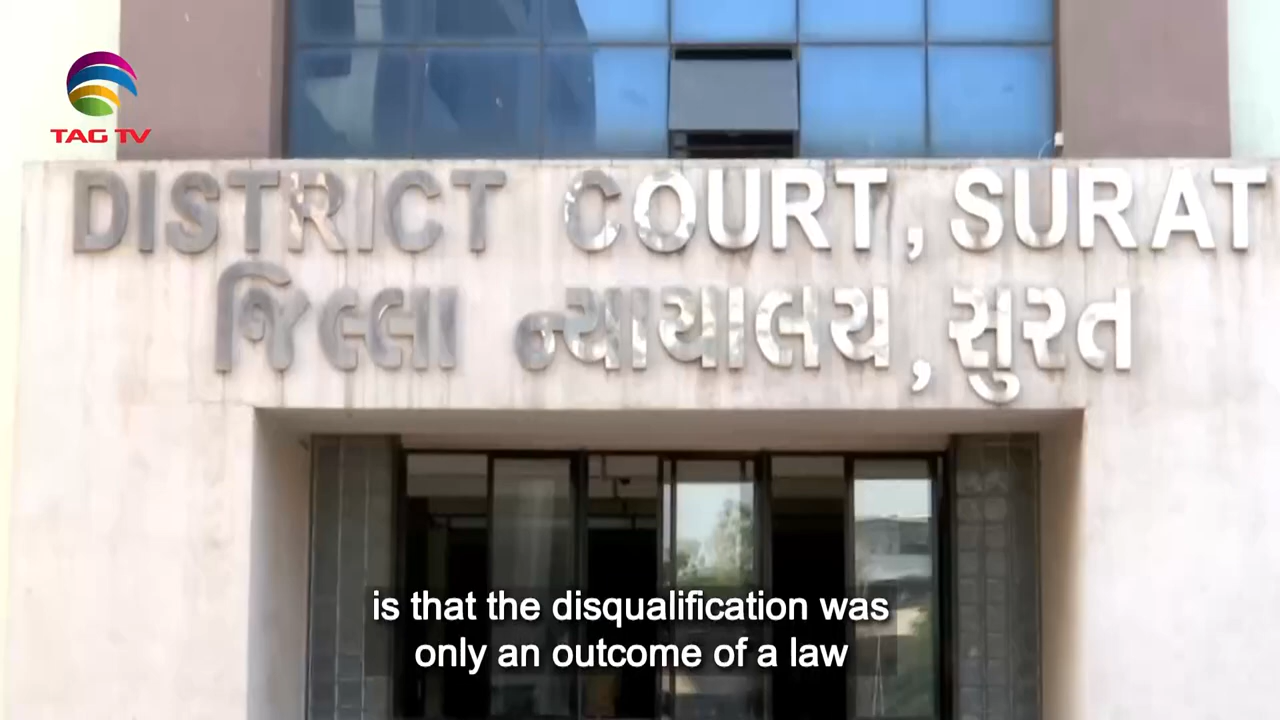 TAG TV
DISTRICT COURT, SURAT
જિલ્લા ન્યાયાલય, સુરત
is that the disqualification was
only an outcome of a law